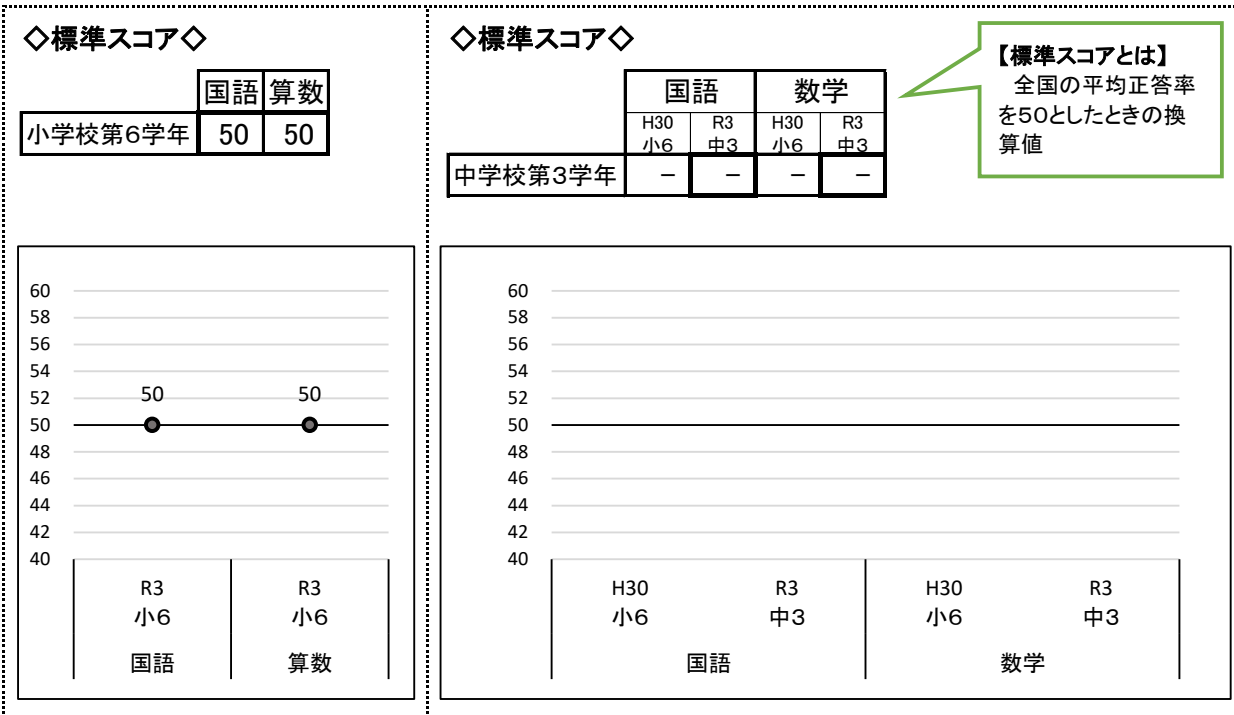 ◇標準スコア◇
国語 算数
小学校第6学年 50 50
60
58
56
54
52
50
48
46
44
42
40
50 50
R3 R3
小6 小6
国語 算数
◇標準スコア◇
国語 数学
H30 R3 H30 R3
小6 中3 小6 中3
中学校第3学年 － － － －
【標準スコアとは】
全国の平均正答率
を50としたときの換
算値
60
58
56
54
52
50
48
46
44
42
40
H30 R3 H30 R3
小6 中3 小6 中3
国語 数学